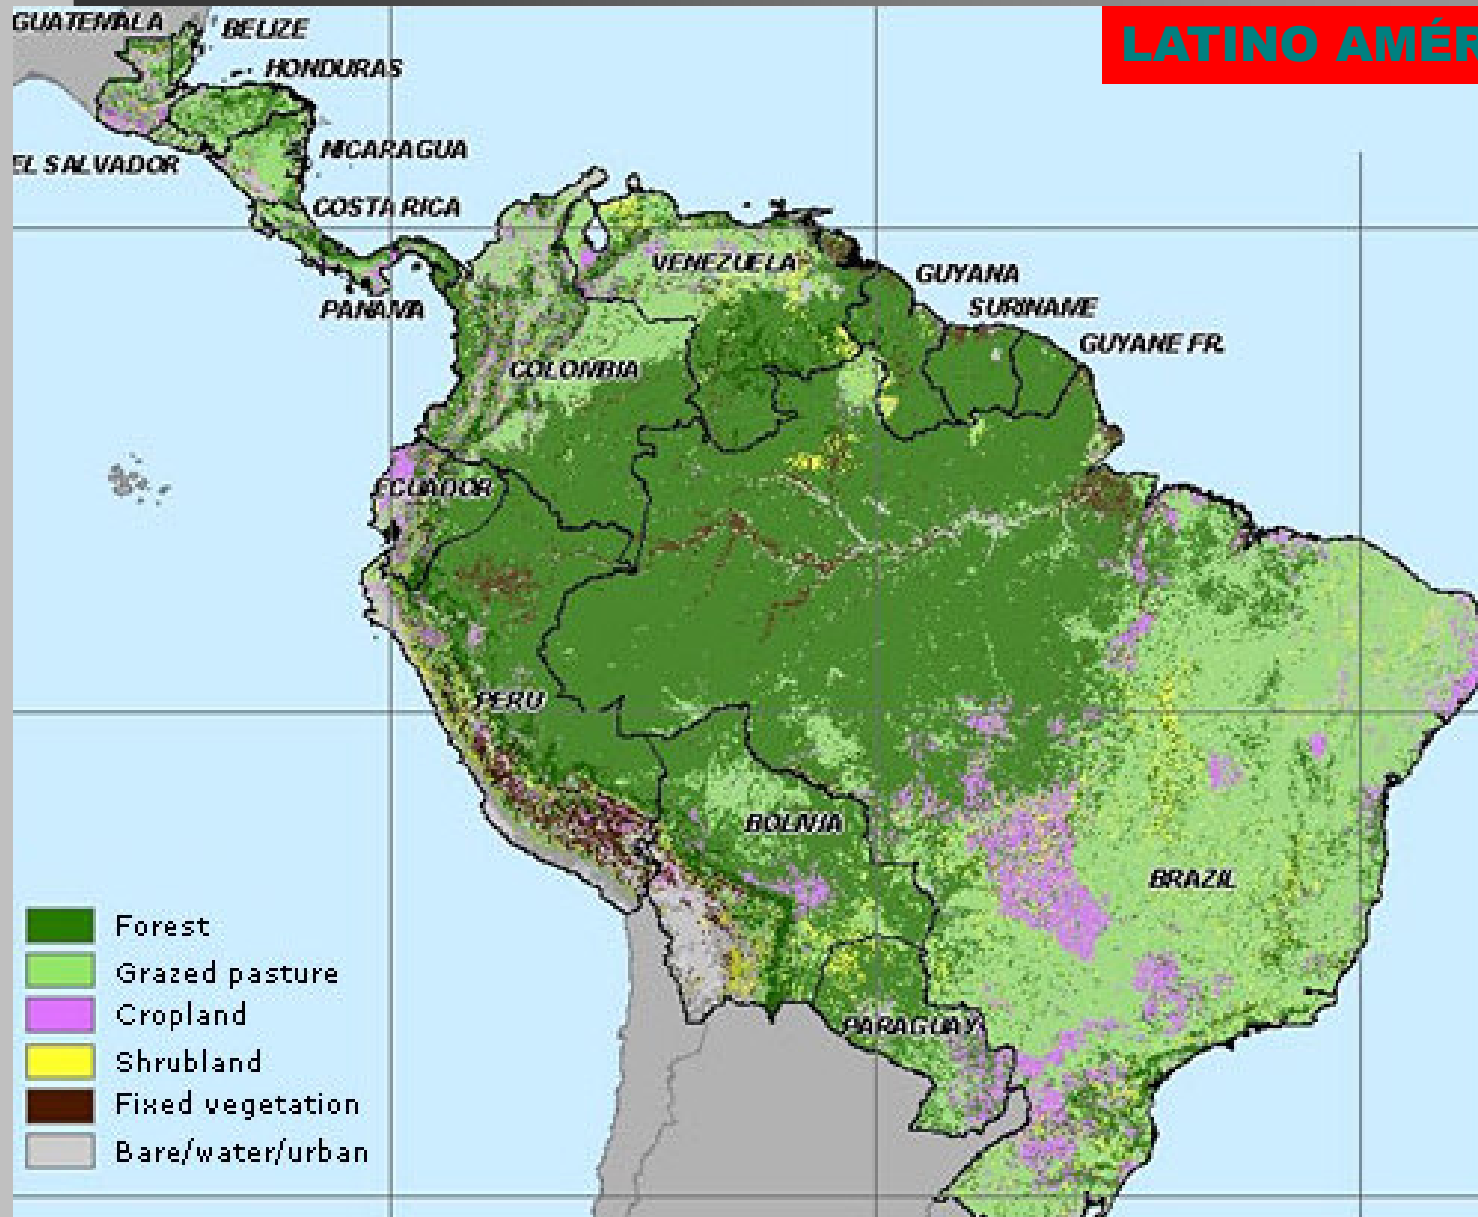 GUATEMALA
BELIZE
LATINO AMÉR
HONDURAS
NICARAGUA
EL SALVADOR
COSTA RICA
VENEZUELA
GUYANA
PANAMA
SURINAME
GUYANE FR.
COLOMBIA
ECUADOR
PERU
BOLIVIA
BRAZIL
PARAGUAY
Forest
Grazed pasture
Cropland
Shrubland
Fixed vegetation
Bare/water/urban